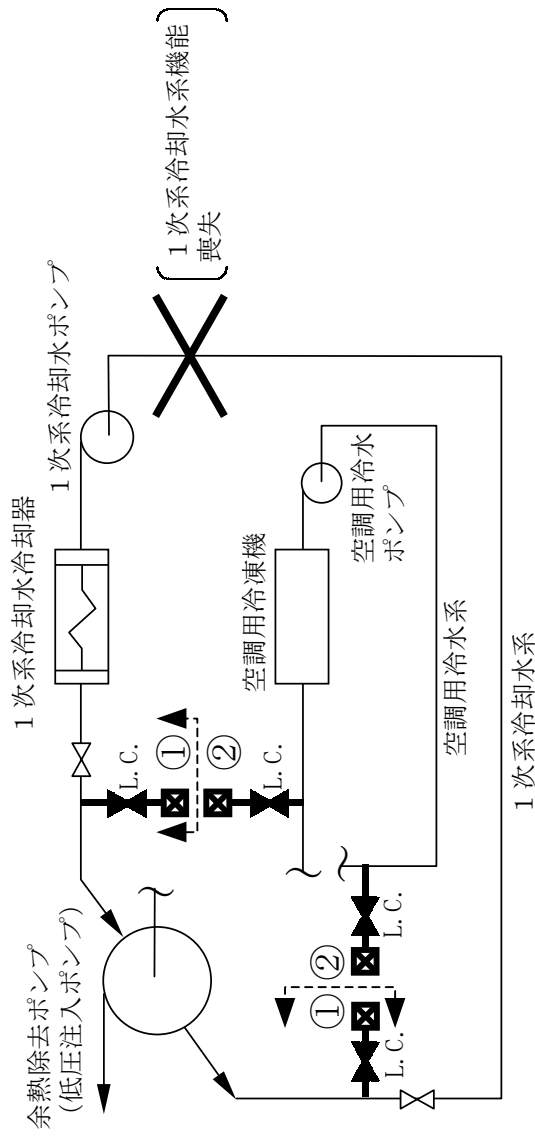 余熱除去ポンプ
(低圧注入ポンプ)
1次系冷却水冷却器
1次系冷却水ポンプ
1次系冷却水系機能
喪失
L.C.
①
②
L.C.
空調用冷凍機
空調用冷水
ポンプ
①
②
L.C.
L.C.
空調用冷水系
1次系冷却水系